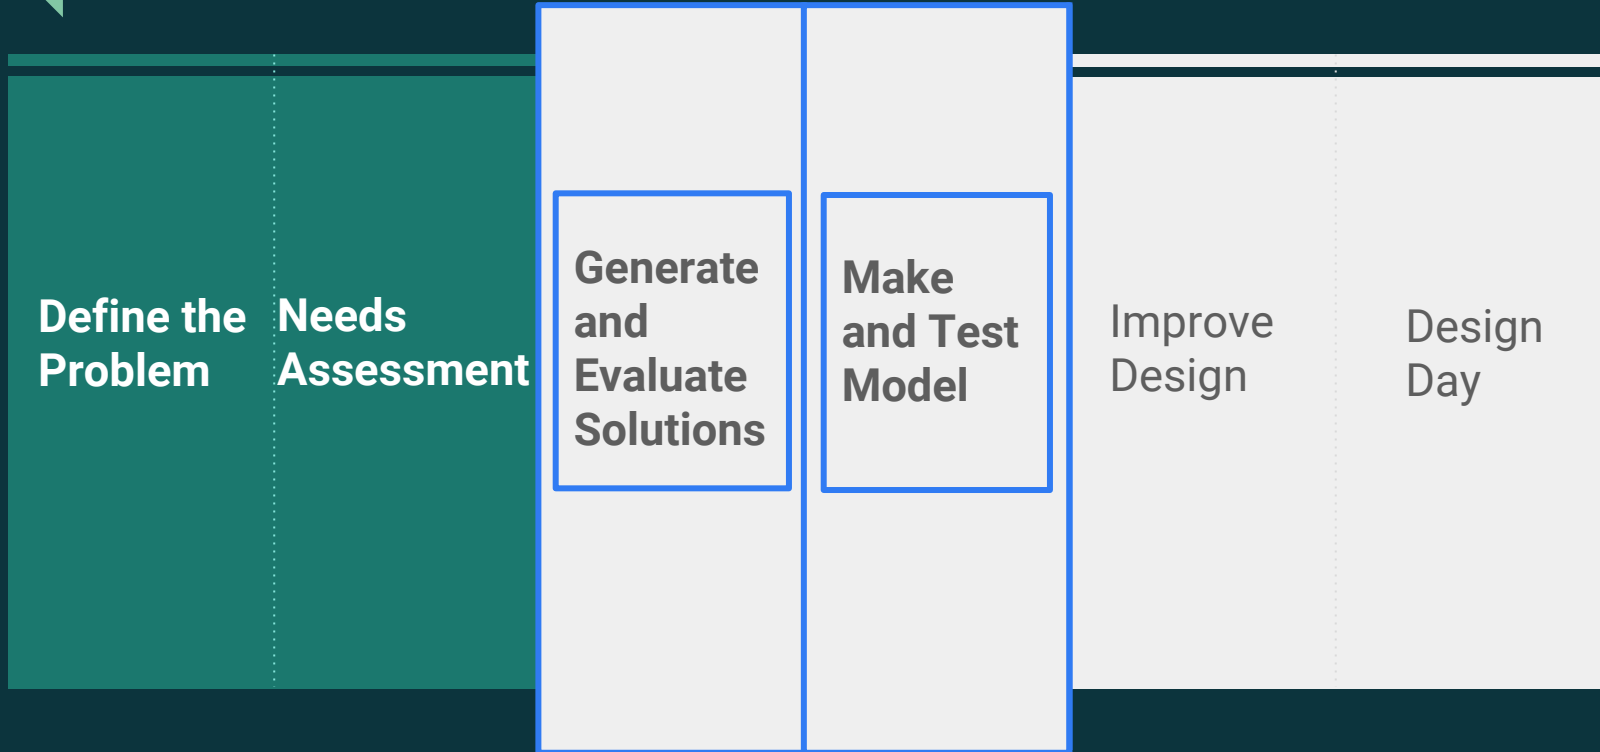 Define the
Problem
Needs
Assessment
Generate
and
Evaluate
Solutions
Make
and Test
Model
Improve
Design
Design
Day